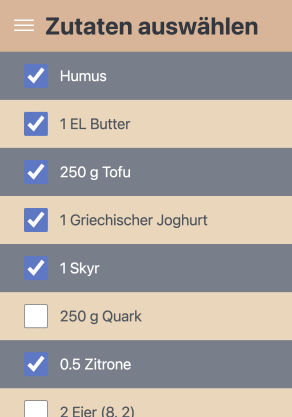 Zutaten auswählen
Humus
1 EL Butter
250 g Tofu
1 Griechischer Joghurt
1 Skyr
250 g Quark
0.5 Zitrone
2 Eier (8, 2)